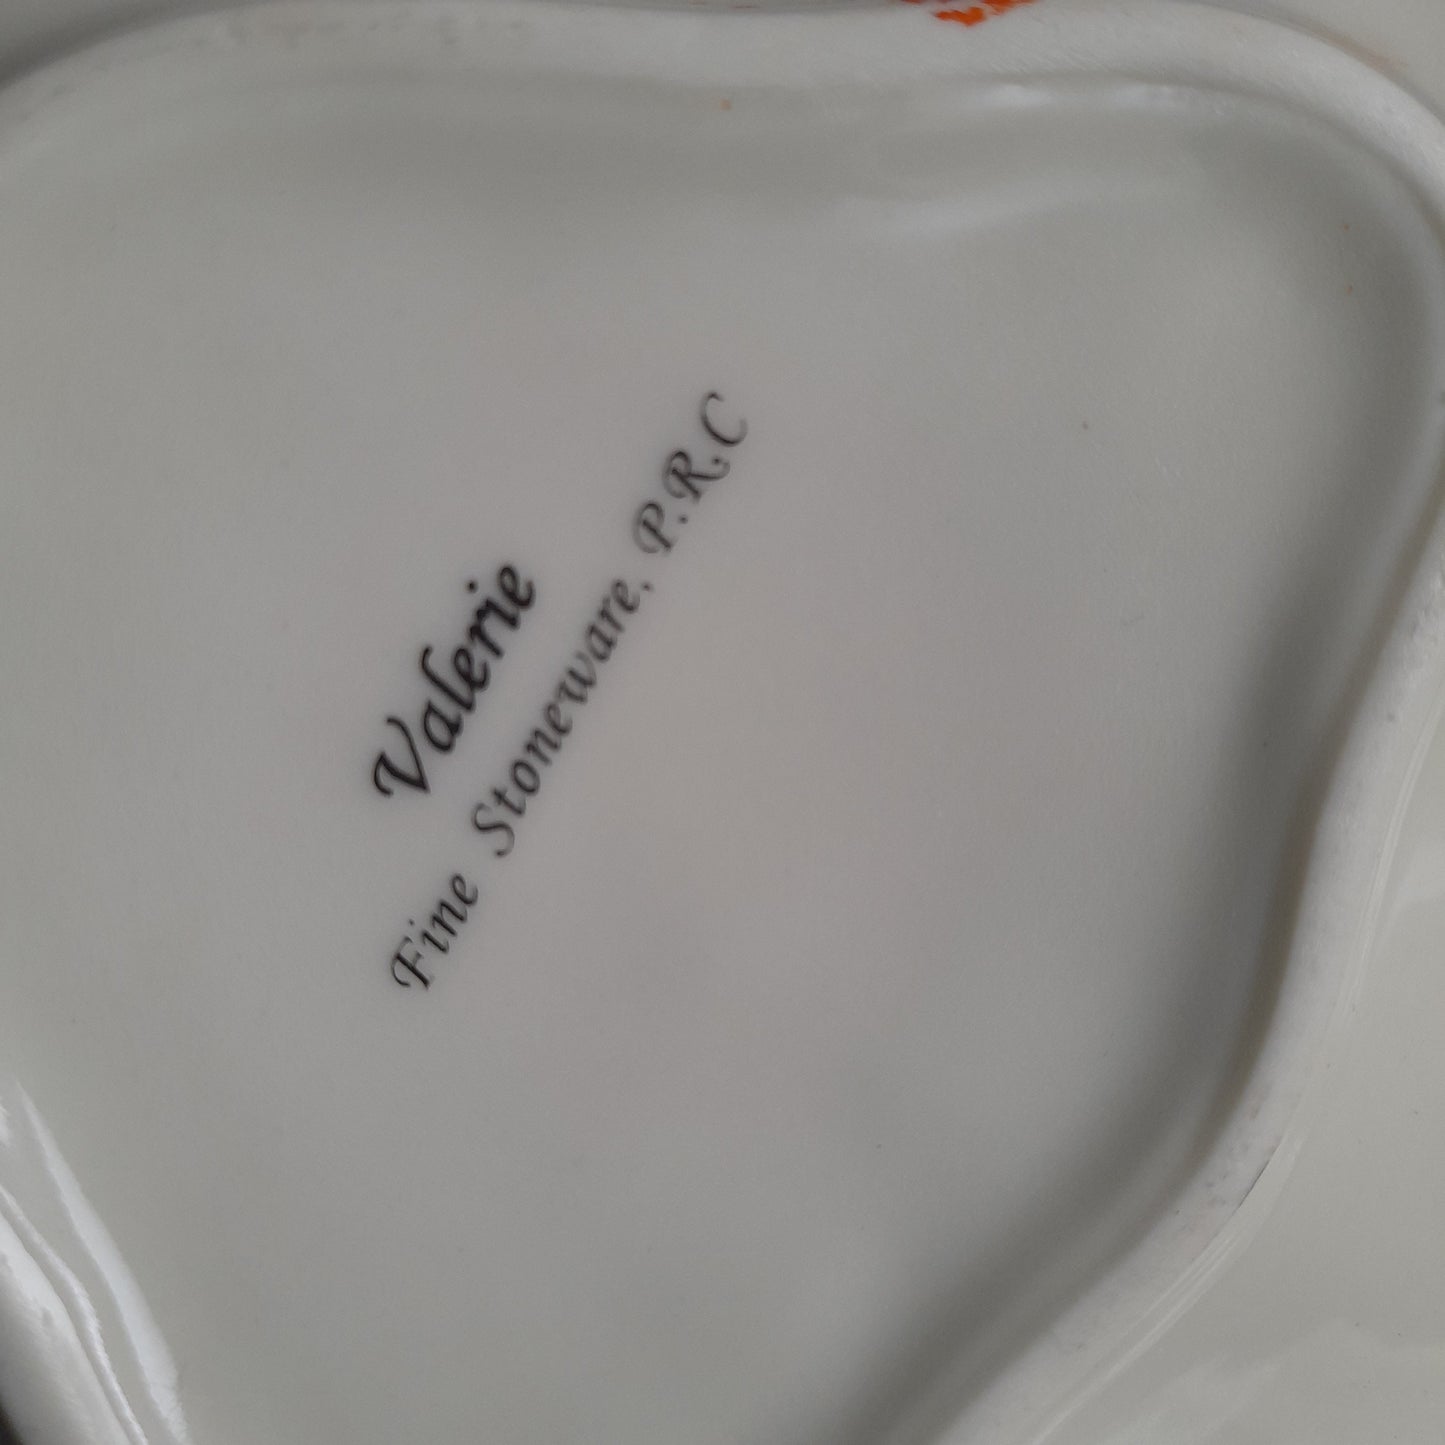 Valerie
Fine Stoneware, P.R.C